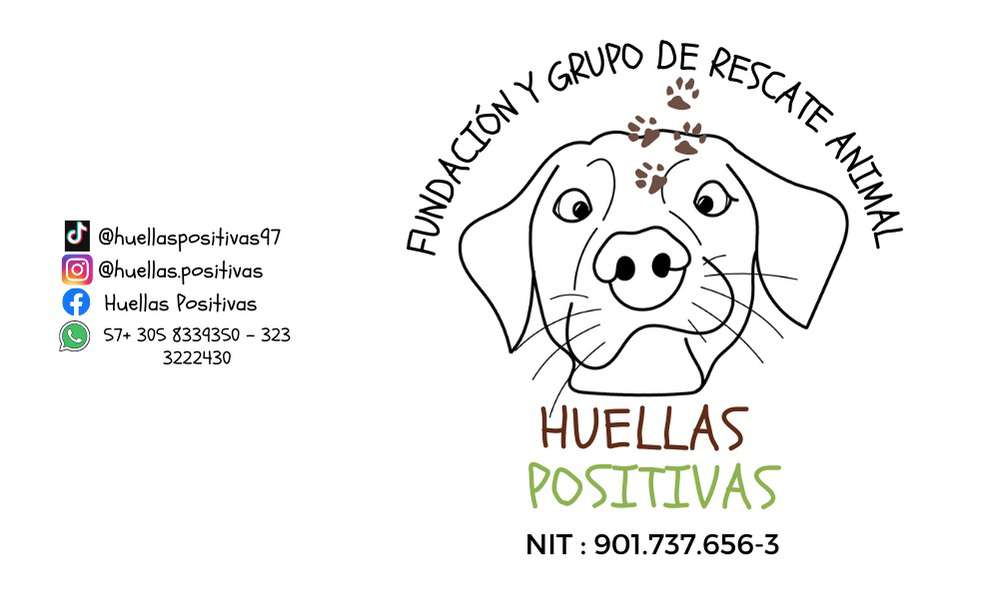 FUNDACIÓN Y GRUPO DE RESCATE ANIMAL
@huellaspositivas97
@huellas.positivas
Huellas Positivas
57+ 305 8339350 - 323
3222430
HUELLAS
POSITIVAS
NIT : 901.737.656-3